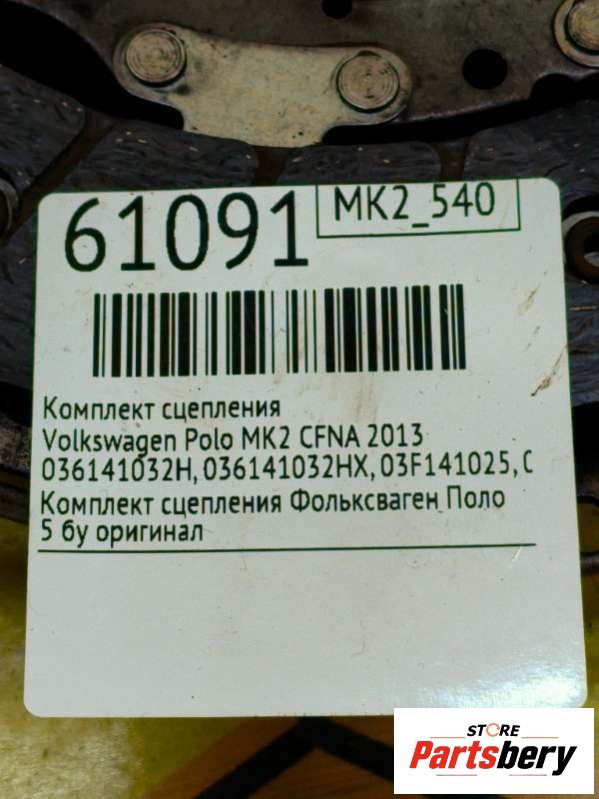 61091
MK2_540
Комплект сцепления
Volkswagen Polo MK2 CFNA 2013
036141032H, 036141032HX, 03F141025,
Комплект сцепления Фольксваген Поло
5 бу оригинал
STORE
Partsbery